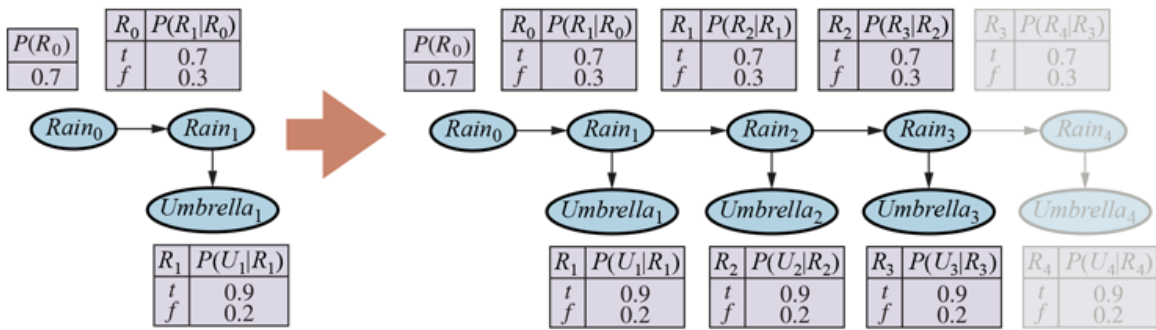 P(R₀)
0.7
R₀ P(R₁|R₀)
t 0.7
f 0.3
Rain₀
Rain₁
Umbrella₁
R₁ P(U₁|R₁)
t 0.9
f 0.2
P(R₀)
0.7
R₀ P(R₁|R₀)
t 0.7
f 0.3
R₁ P(R₂|R₁)
t 0.7
f 0.3
R₂ P(R₃|R₂)
t 0.7
f 0.3
R₃ P(R₄|R₃)
t 0.7
f 0.3
Rain₀
Rain₁
Rain₂
Rain₃
Rain₄
Umbrella₁
Umbrella₂
Umbrella₃
Umbrella₄
R₁ P(U₁|R₁)
t 0.9
f 0.2
R₂ P(U₂|R₂)
t 0.9
f 0.2
R₃ P(U₃|R₃)
t 0.9
f 0.2
R₄ P(U₄|R₄)
t 0.9
f 0.2